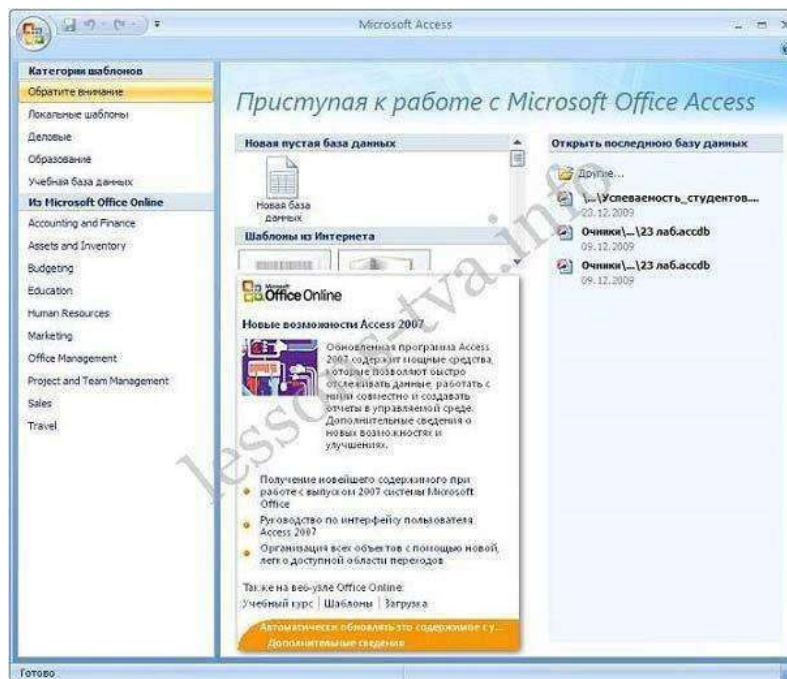 Microsoft Access
Категории шаблонов
Обратите внимание
Локальные шаблоны
Деловые
Образование
Учебная база данных
Из Microsoft Office Online
Accounting and Finance
Assets and Inventory
Budgeting
Education
Human Resources
Marketing
Office Management
Project and Team Management
Sales
Travel
Приступая к работе с Microsoft Office Access
Новая пустая база данных
Новая база
данных
Шаблоны из Интернета
Microsoft
Office Online
Новые возможности Access 2007
Обновленная программа Access
2007 содержит мощные средства,
которые позволяют быстро
отслеживать данные, работать с
ними совместно и создавать
отчеты в управляемой среде.
Дополнительные сведения о
новых возможностях и
улучшениях.
Получение новейшего содержимого при
работе с выпуском 2007 системы Microsoft
Office
Руководство по интерфейсу пользователя
Access 2007
Организация всех объектов с помощью новой,
легко доступной области переходов
Также на веб-узле Office Online:
Учебный курс | Шаблоны | Загрузка
Автоматически обновлять это содержимое с у...
Дополнительные сведения
Открыть последнюю базу данных
Другие...
\...\Успеваемость_студентов....
23.12.2009
Очники\...\23 лаб.accdb
09.12.2009
Очники\...\23 лаб.accdb
09.12.2009
Готово
lessons-tva.info